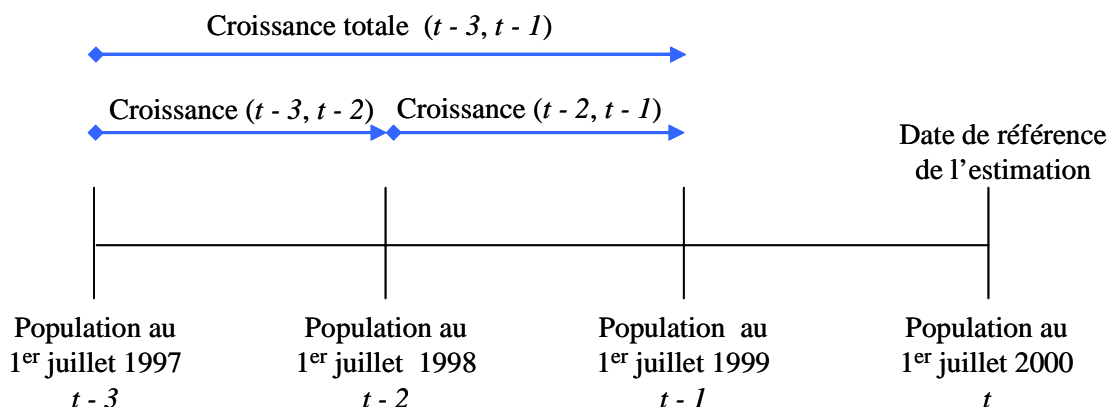 Croissance totale (t - 3, t - 1)
Croissance (t - 3, t - 2) Croissance (t - 2, t - 1)
Date de référence
de l’estimation
Population au
1er juillet 1997
t - 3
Population au
1er juillet 1998
t - 2
Population au
1er juillet 1999
t - 1
Population au
1er juillet 2000
t